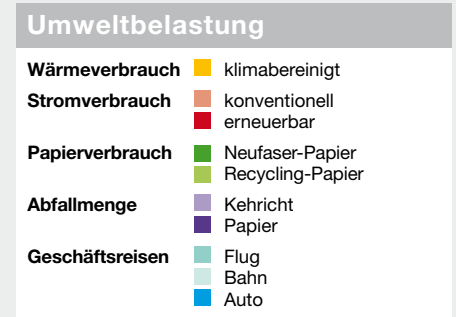 Umweltbelastung
Wärmeverbrauch klimabereinigt
Stromverbrauch konventionell
erneuerbar
Papierverbrauch Neufaser-Papier
Recycling-Papier
Abfallmenge Kehricht
Papier
Geschäftsreisen Flug
Bahn
Auto